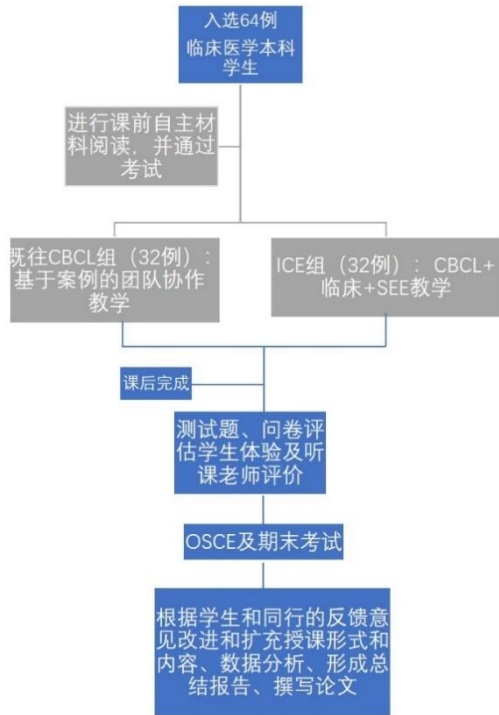 入选64例
临床医学本科
学生
进行课前自主材
料阅读，并通过
考试
既往CBCL组（32例）：
基于案例的团队协作
教学
ICE组（32例）：CBCL+
临床+SEE教学
课后完成
测试题、问卷评
估学生体验及听
课老师评价
OSCE及期末考试
根据学生和同行的反馈意
见改进和扩充授课形式和
内容、数据分析、形成总
结报告、撰写论文